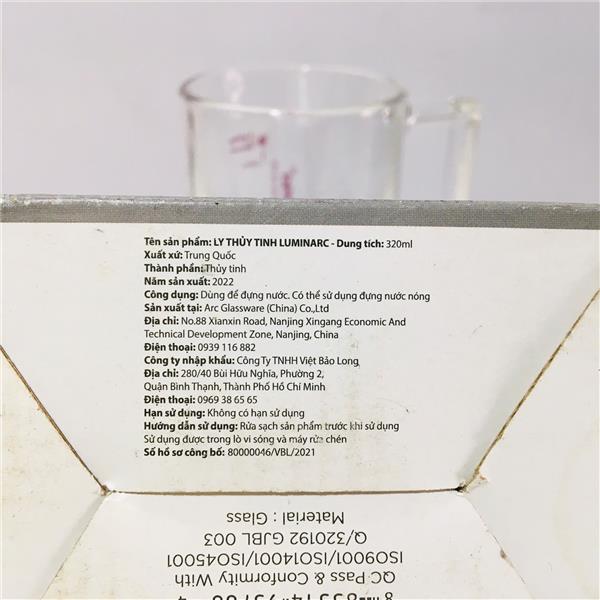 Tên sản phẩm: LY THỦY TINH LUMINARC - Dung tích: 320ml
Xuất xứ: Trung Quốc
Thành phần: Thủy tinh
Năm sản xuất: 2022
Công dụng: Dùng để đựng nước. Có thể sử dụng đựng nước nóng
Sản xuất tại: Arc Glassware (China) Co.,Ltd
Địa chỉ: No.88 Xianxin Road, Nanjing Xingang Economic And
Technical Development Zone, Nanjing, China
Điện thoại: 0939 116 882
Công ty nhập khẩu: Công Ty TNHH Việt Bảo Long
Địa chỉ: 280/40 Bùi Hữu Nghĩa, Phường 2,
Quận Bình Thạnh, Thành Phố Hồ Chí Minh
Điện thoại: 0969 38 65 65
Hạn sử dụng: Không có hạn sử dụng
Hướng dẫn sử dụng: Rửa sạch sản phẩm trước khi sử dụng
Sử dụng được trong lò vi sóng và máy rửa chén
Số hồ sơ công bố: 80000046/VBL/2021
QC Pass & Conformity With
ISO9001/ISO14001/ISO45001
Q/320192 GJBL 003
Material : Glass